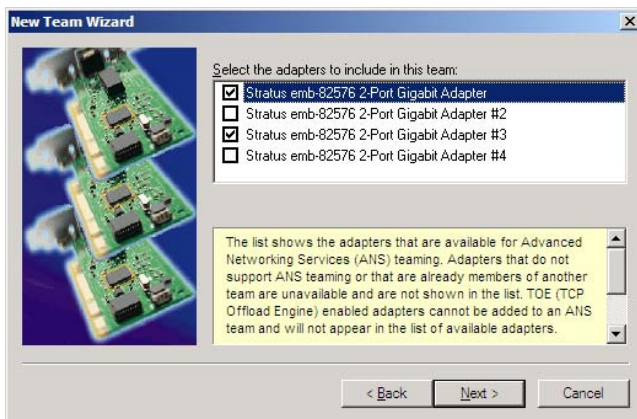 New Team Wizard
Select the adapters to include in this team:
Stratus emb-82576 2-Port Gigabit Adapter
Stratus emb-82576 2-Port Gigabit Adapter #2
Stratus emb-82576 2-Port Gigabit Adapter #3
Stratus emb-82576 2-Port Gigabit Adapter #4
The list shows the adapters that are available for Advanced
Networking Services (ANS) teaming. Adapters that do not
support ANS teaming or that are already members of another
team are unavailable and are not shown in the list. TOE (TCP
Offload Engine) enabled adapters cannot be added to an ANS
team and will not appear in the list of available adapters.
< Back
Next >
Cancel